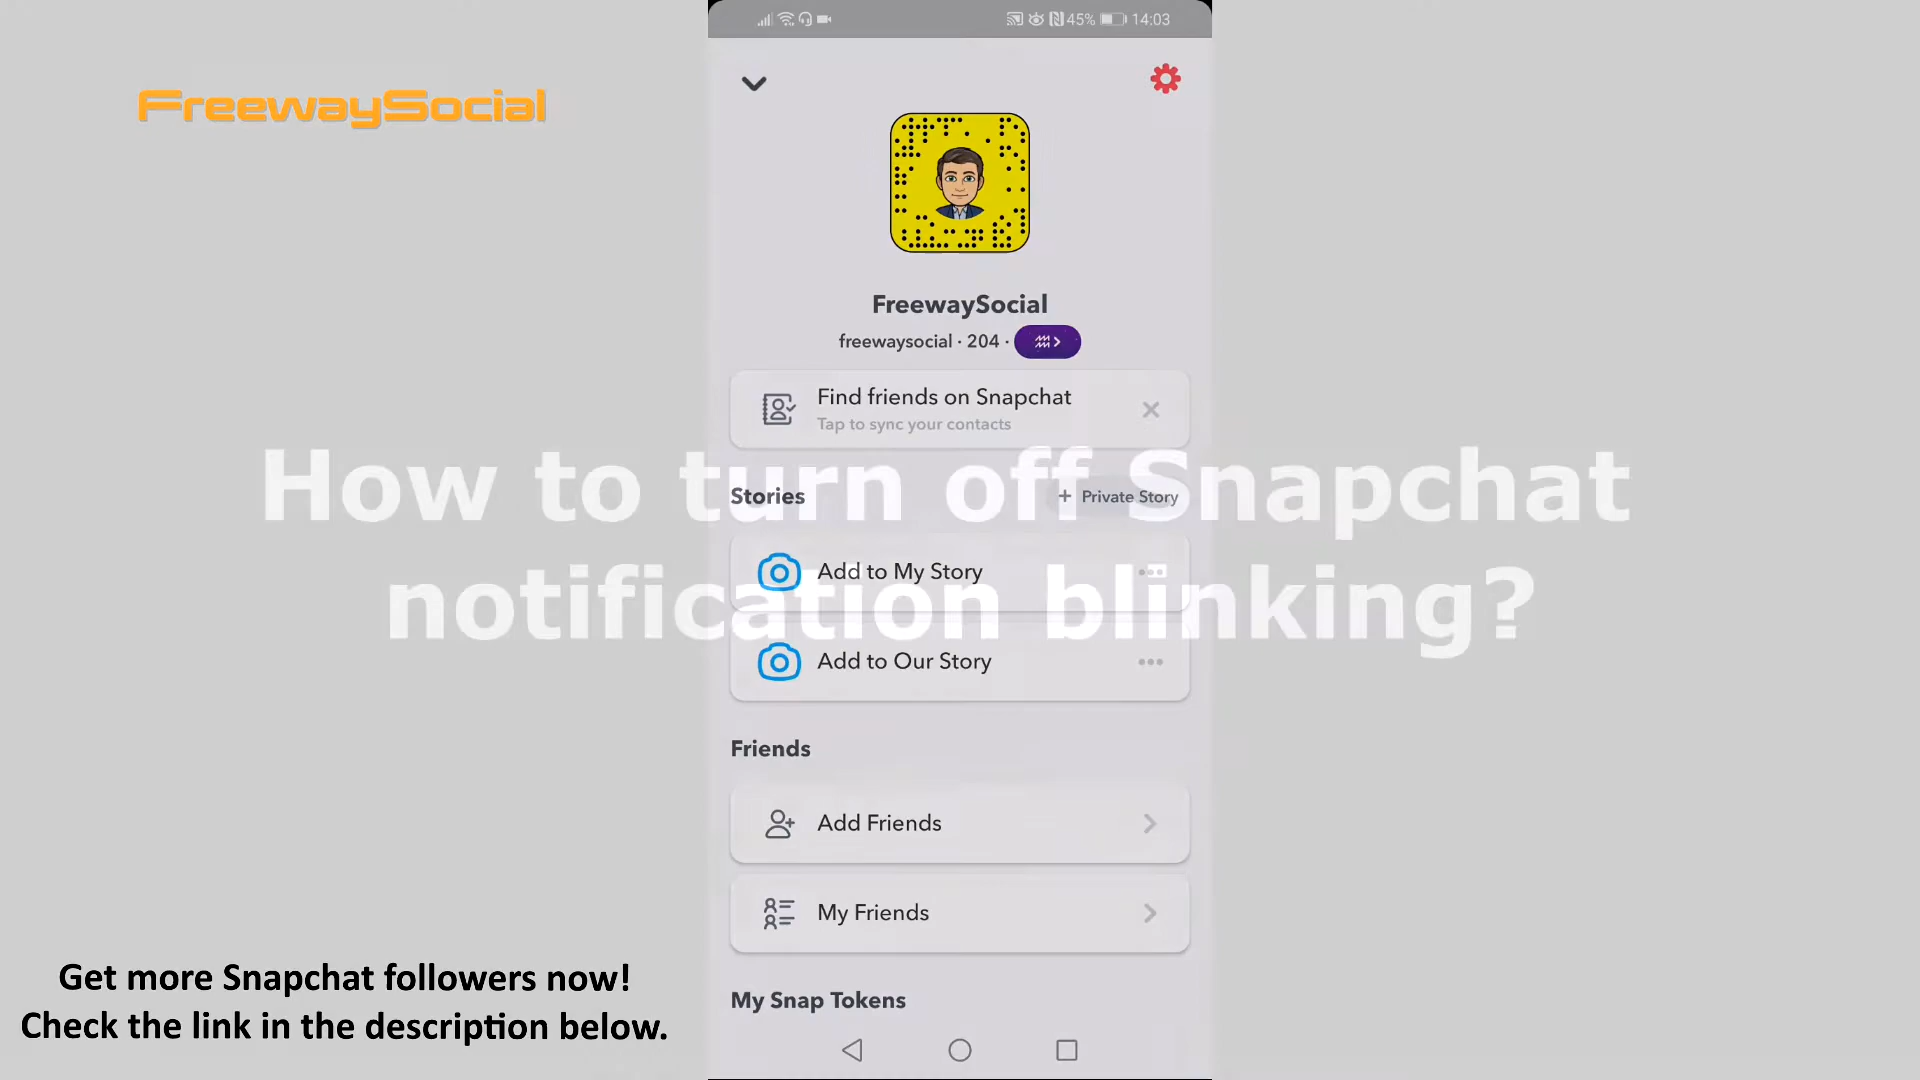 45% 14:03
FreewaySocial
FreewaySocial
freewaysocial · 204 ·
Find friends on Snapchat
Tap to sync your contacts
How to turn off Snapchat
notification blinking?
Stories
+ Private Story
Add to My Story
Add to Our Story
Friends
Add Friends
My Friends
My Snap Tokens
Get more Snapchat followers now!
Check the link in the description below.